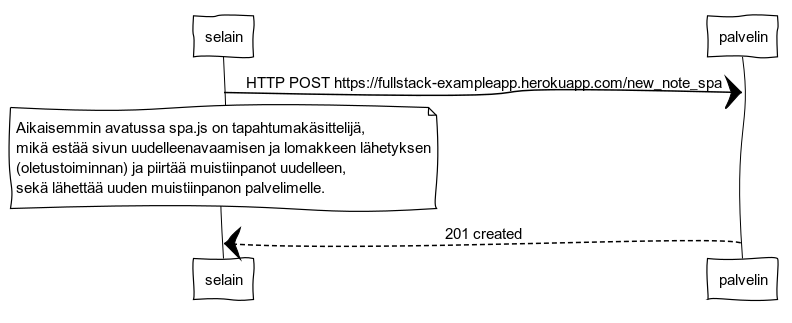 selain
palvelin
HTTP POST https://fullstack-exampleapp.herokuapp.com/new_note_spa
Aikaisemmin avatussa spa.js on tapahtumakäsittelijä,
mikä estää sivun uudelleenavaamisen ja lomakkeen lähetyksen
(oletustoiminnan) ja piirtää muistiinpanot uudelleen,
sekä lähettää uuden muistiinpanon palvelimelle.
201 created
selain
palvelin